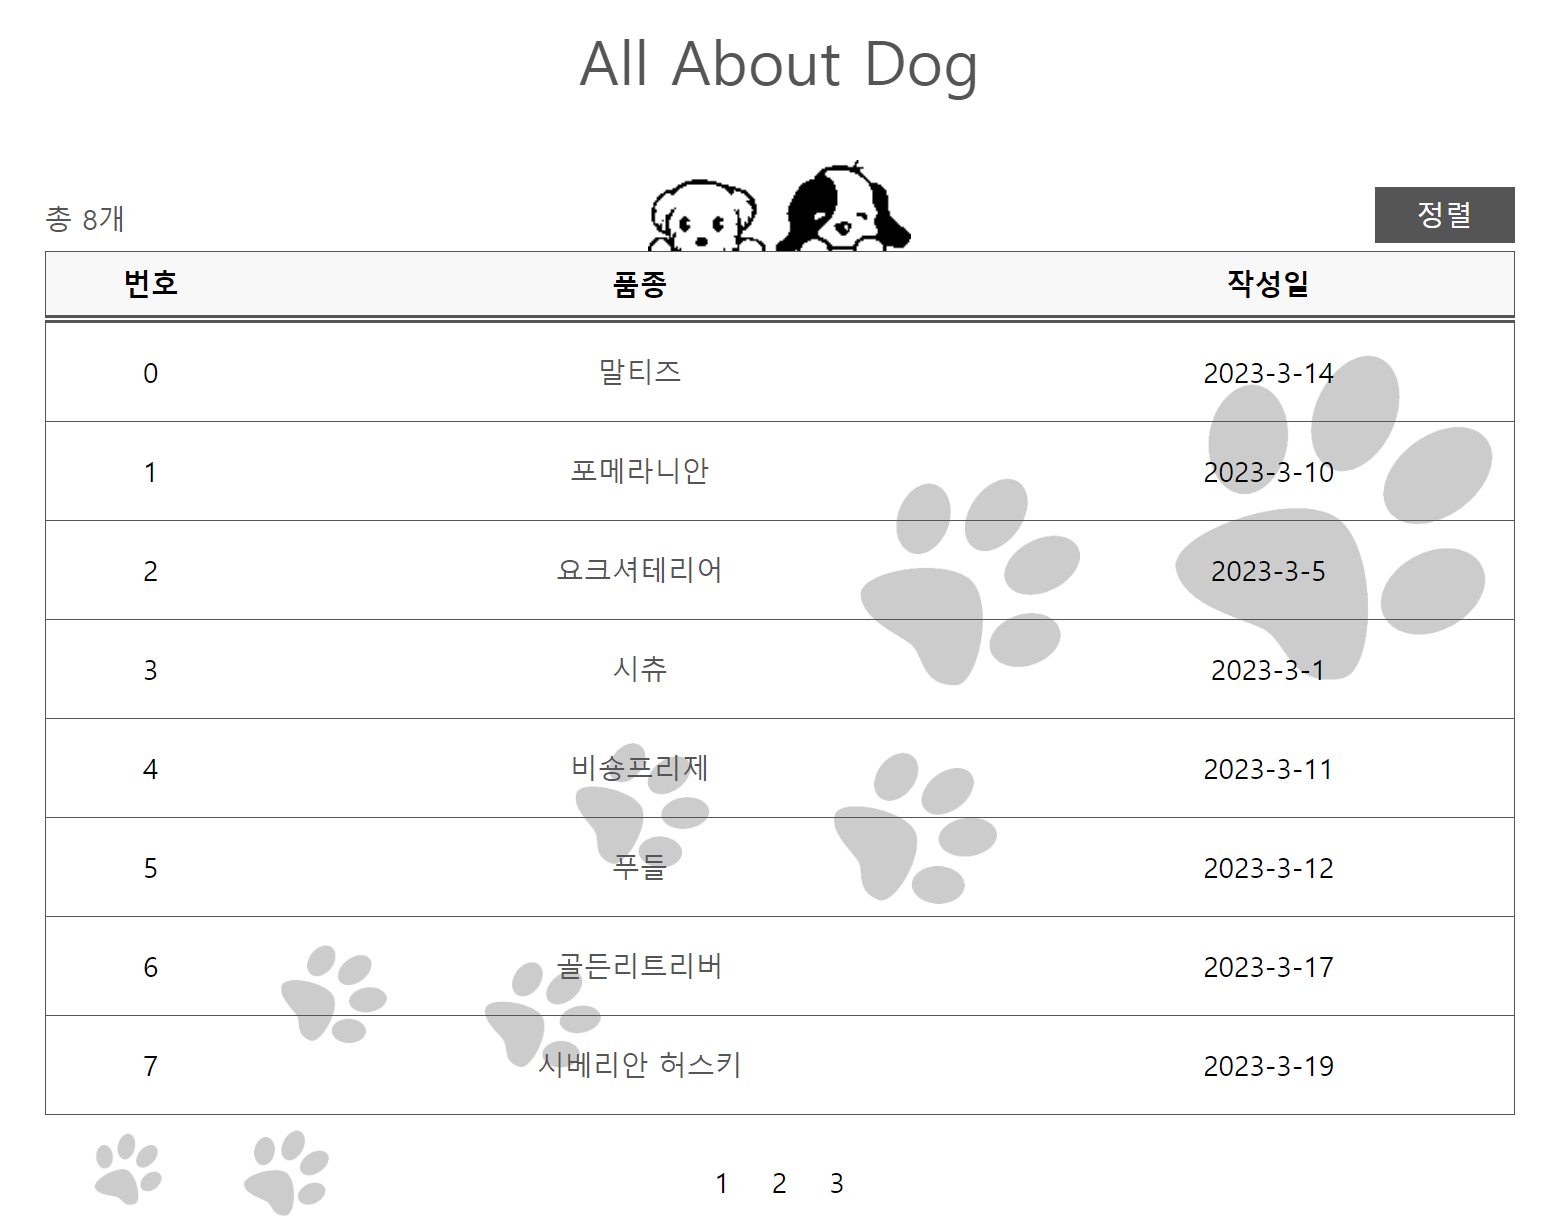 All About Dog
총 8개
정렬
번호 품종 작성일
0 말티즈 2023-3-14
1 포메라니안 2023-3-10
2 요크셔테리어 2023-3-5
3 시츄 2023-3-1
4 비송프리제 2023-3-11
5 푸들 2023-3-12
6 골든리트리버 2023-3-17
7 시베리안 허스키 2023-3-19
1 2 3